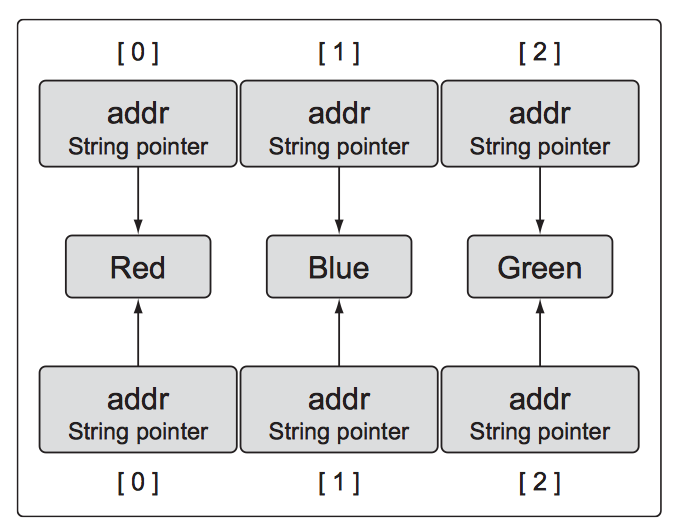 [ 0 ] [ 1 ] [ 2 ]
addr addr addr
String pointer String pointer String pointer
Red Blue Green
addr addr addr
String pointer String pointer String pointer
[ 0 ] [ 1 ] [ 2 ]